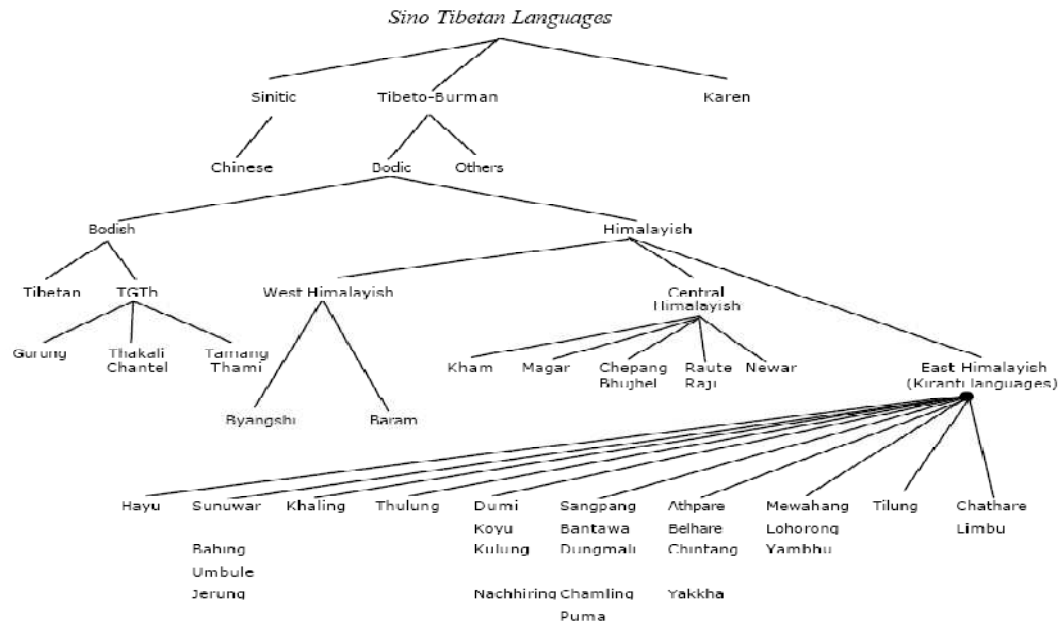 Sino Tibetan Languages
Sinitic Tibeto-Burman Karen
Chinese Bodic Others
Bodish Himalayish
Tibetan TGTh West Himalayish Central
Himalayish
Gurung Thakali Tamang Kham Magar Chepang Raute Newar East Himalayish
Chantel Thami Bhujhel Raji (Kiranti languages)
Byangshi Baram
Hayu Sunuwar Khaling Thulung Dumi Sangpang Athpare Mewahang Tilung Chathare
Koyu Bantawa Belhare Lohorong Limbu
Bahing Kulung Dungmali Chintang Yambhu
Umbule
Jerung Nachhiring Chamling Yakkha
Puma